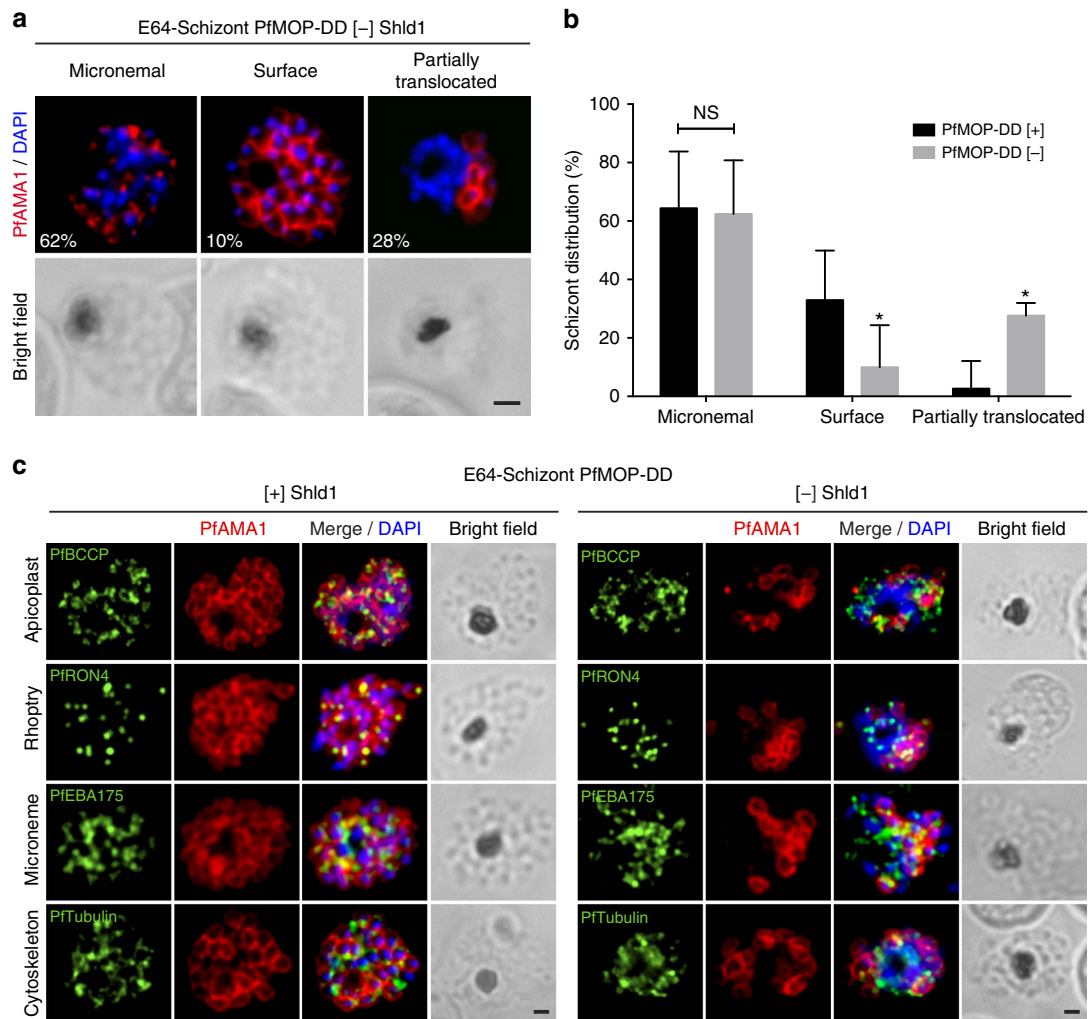 a
E64-Schizont PfMOP-DD [–] Shld1
Micronemal
Surface
Partially
translocated
PfAMA1 / DAPI
62%
10%
28%
Bright field
b
100
80
60
40
20
0
Schizont distribution (%)
NS
*
*
PfMOP-DD [+]
PfMOP-DD [–]
Micronemal
Surface
Partially translocated
c
E64-Schizont PfMOP-DD
[+] Shld1
[–] Shld1
PfAMA1
Merge / DAPI
Bright field
PfAMA1
Merge / DAPI
Bright field
Apicoplast
PfBCCP
PfBCCP
Rhoptry
PfRON4
PfRON4
Microneme
PfEBA175
PfEBA175
Cytoskeleton
PfTubulin
PfTubulin